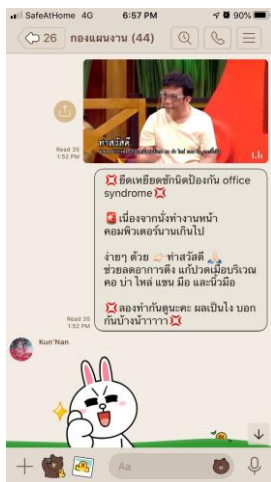 SafeAtHome 4G 6:57 PM 90%
26 กองแผนงาน (44)
ท่าสวัสดี
Read 35
1:52 PM
💢 ยืดเหยียดซักนิดป้องกัน office
syndrome💢
🚨 เนื่องจากนั่งทำงานหน้า
คอมพิวเตอร์นานเกินไป
ง่ายๆ ด้วย 👉🏻ท่าสวัสดี 🙏🏻
ช่วยลดอาการตึง แก้ปวดเมื่อบริเวณ
คอ บ่า ไหล่ แขน มือ และนิ้วมือ
💢 ลองทำกันดูนะคะ ผลเป็นไง บอก
กันบ้างน้าาาาา 💢
Read 35
1:52 PM
Kun'Nan
Aa